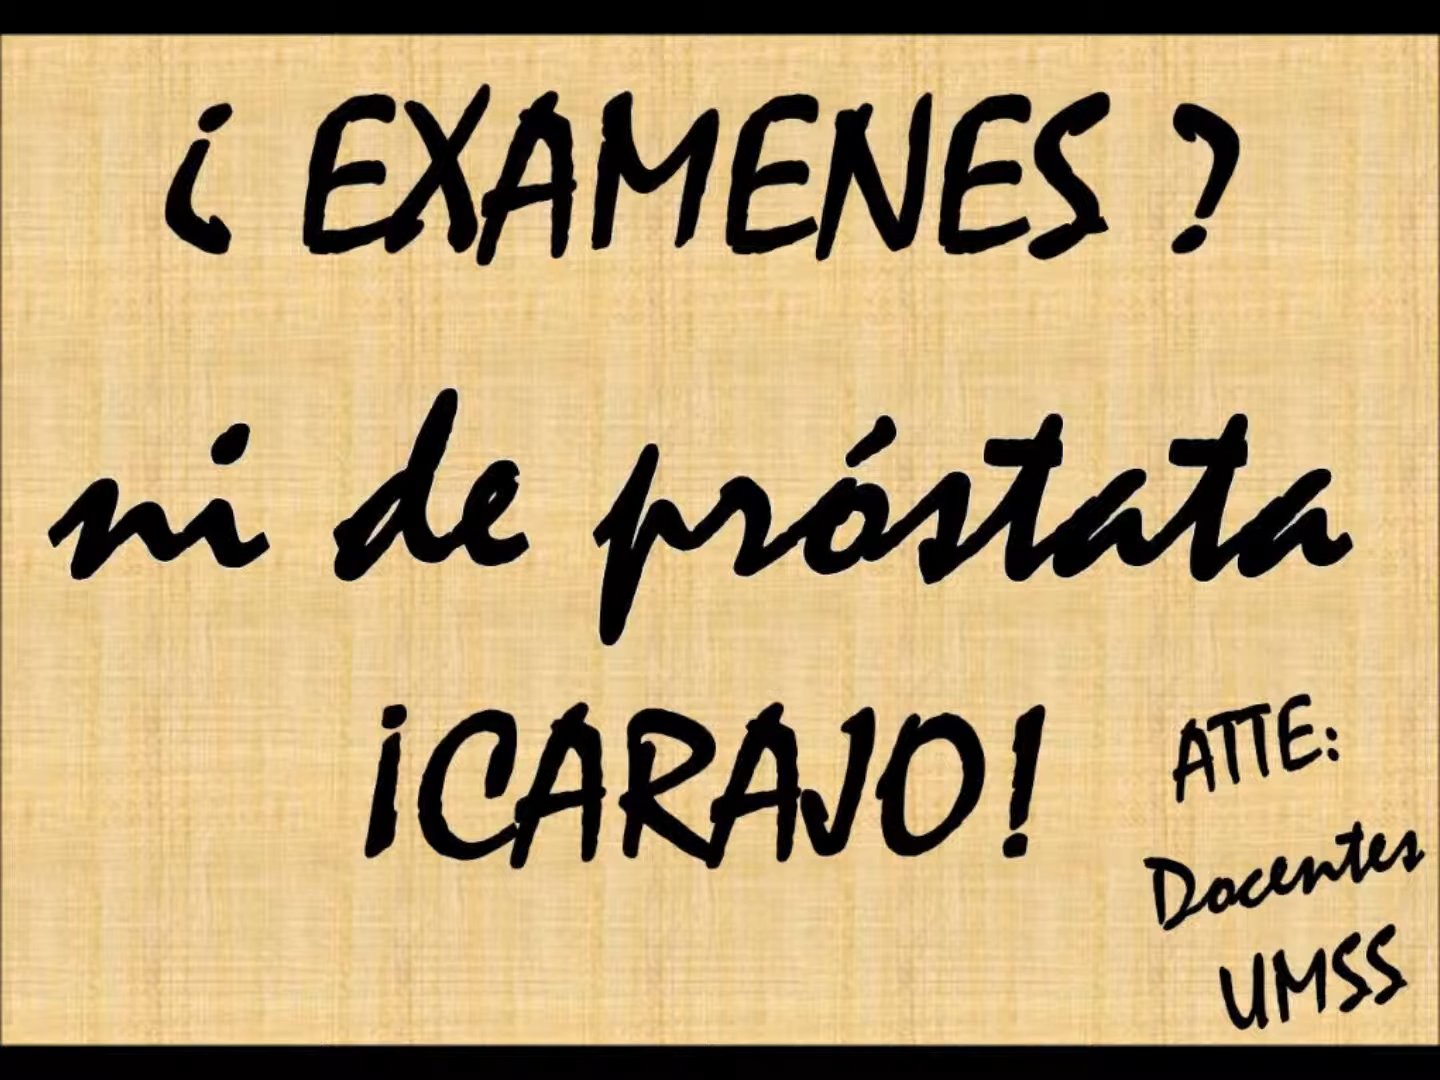 ¿ EXAMENES ?
ni de próstata
¡CARAJO!
ATTE:
Docentes
UMSS